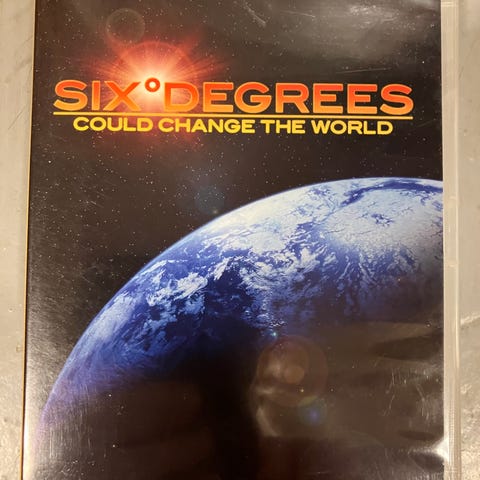 SIX°DEGREES
COULD CHANGE THE WORLD